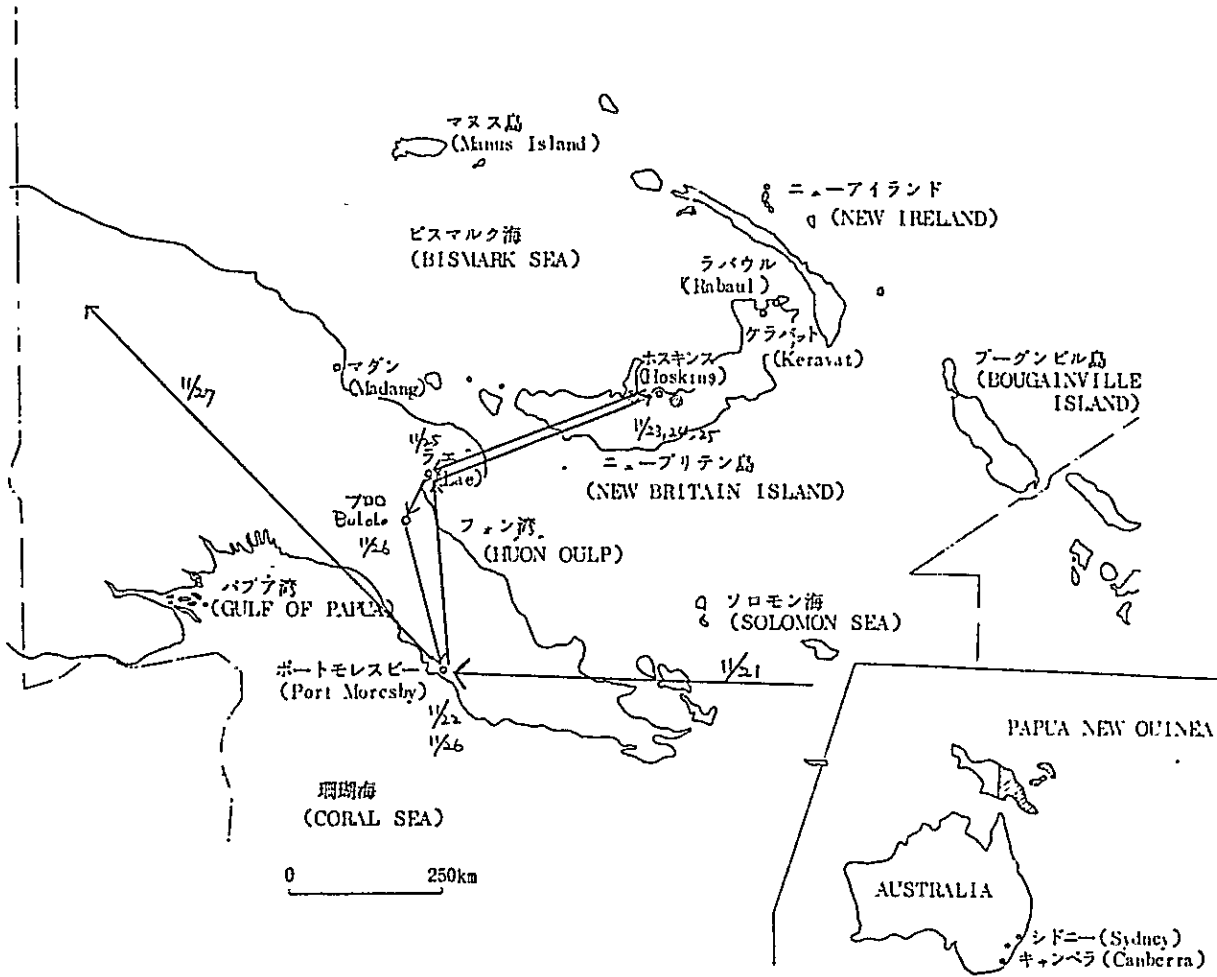 マヌス島
(Manus Island)
ニューアイランド
(NEW IRELAND)
ビスマルク海
(BISMARK SEA)
ラバウル
(Rabaul)
ケラバット
(Keravat)
ホスキンス
(Hosking)
マダン
(Madang)
ブーゲンビル島
(BOUGAINVILLE
ISLAND)
11/27
11/25
11/23,24,25
ラエ
(Lae)
ニューブリテン島
(NEW BRITAIN ISLAND)
ブロロ
Bulolo
11/26
フォン湾
(HUON OULP)
パプア湾
(GULF OF PAPUA)
ソロモン海
(SOLOMON SEA)
11/21
ポートモレスビー
(Port Moresby)
11/22
11/26
PAPUA NEW OUINEA
珊瑚海
(CORAL SEA)
0 250km
AUSTRALIA
シドニー(Sydney)
キャンベラ(Canberra)